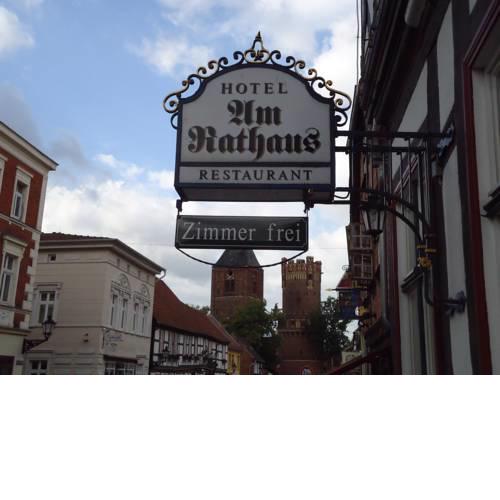 HOTEL
Am
Rathaus
RESTAURANT
Zimmer frei